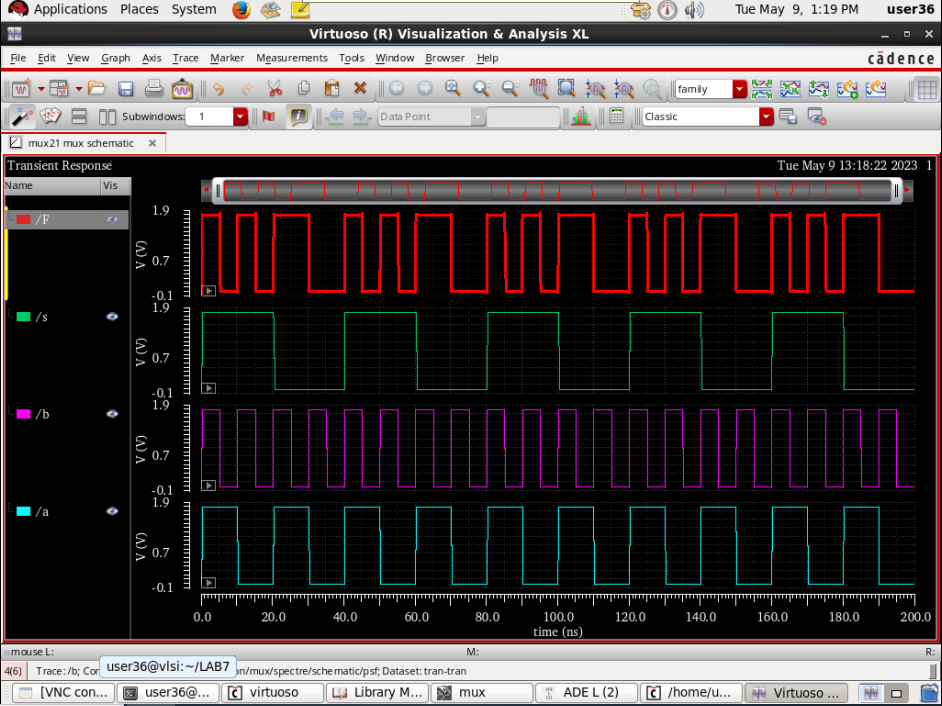 Applications Places System Tue May 9, 1:19 PM user36
Virtuoso (R) Visualization & Analysis XL
File Edit View Graph Axis Trace Marker Measurements Tools Window Browser Help cādence
family
Subwindows: 1 Data Point Classic
mux21 mux schematic
Transient Response Tue May 9 13:18:22 2023 1
Name Vis
/F
1.9
V (V)
0.7
-0.1
/s
1.9
V (V)
0.7
-0.1
/b
1.9
V (V)
0.7
-0.1
/a
1.9
V (V)
0.7
-0.1
0.0 20.0 40.0 60.0 80.0 100.0 120.0 140.0 160.0 180.0 200.0
time (ns)
mouse L: M: R:
4(6) Trace: /b; Con user36@vlsi:~/LAB7 n/mux/spectre/schematic/psf; Dataset: tran-tran
[VNC con... user36@... virtuoso Library M... mux ADE L (2) /home/u... Virtuoso ...